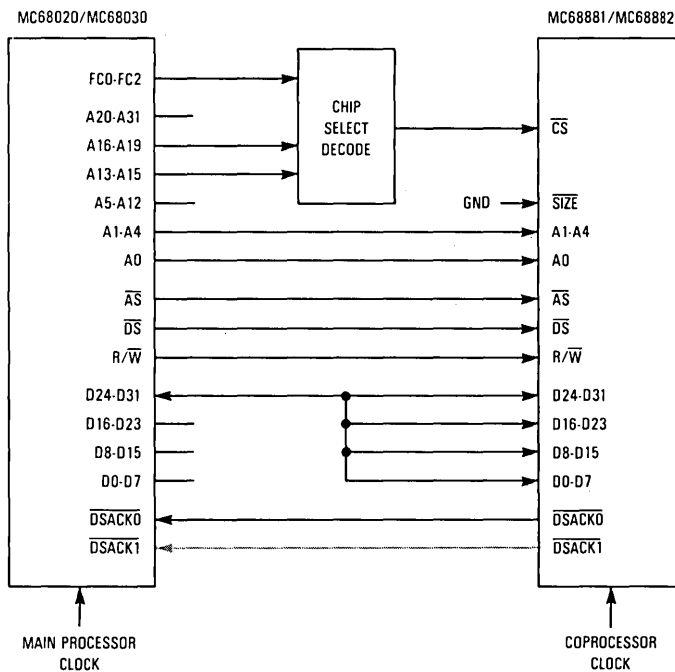 MC68020/MC68030
MC68881/MC68882
FC0-FC2
A20-A31
A16-A19
A13-A15
A5-A12
A1-A4
A0
AS
DS
R/W
D24-D31
D16-D23
D8-D15
D0-D7
DSACK0
DSACK1
CHIP
SELECT
DECODE
GND
CS
SIZE
A1-A4
A0
AS
DS
R/W
D24-D31
D16-D23
D8-D15
D0-D7
DSACK0
DSACK1
MAIN PROCESSOR
CLOCK
COPROCESSOR
CLOCK